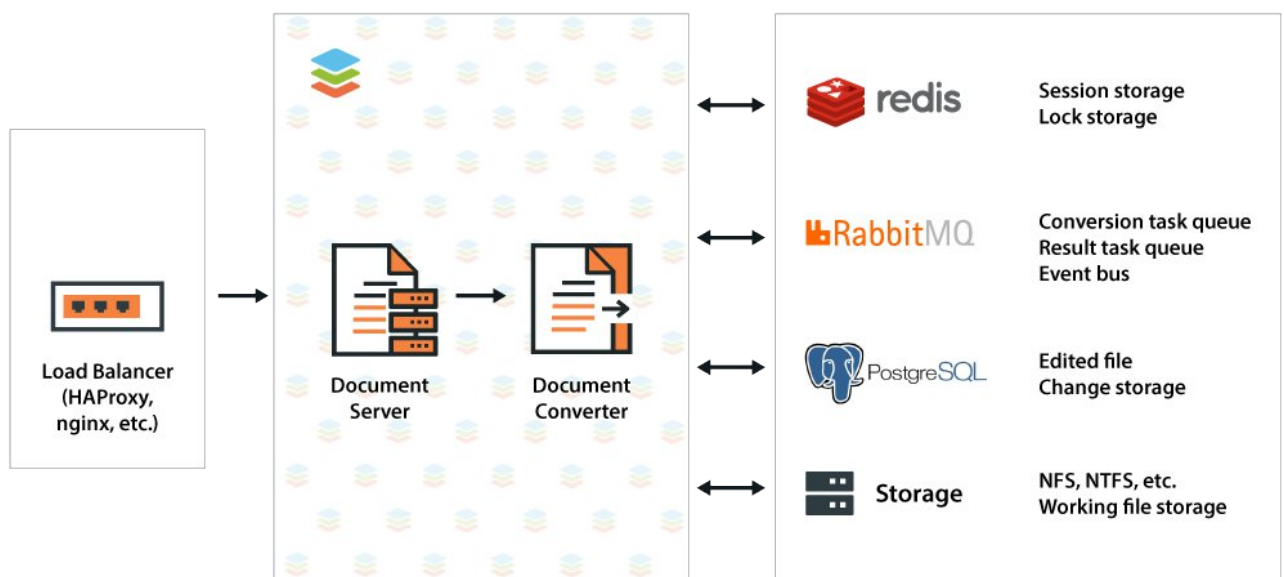 Load Balancer
(HAProxy,
nginx, etc.)
Document
Server
Document
Converter
redis
Session storage
Lock storage
RabbitMQ
Conversion task queue
Result task queue
Event bus
PostgreSQL
Edited file
Change storage
Storage
NFS, NTFS, etc.
Working file storage